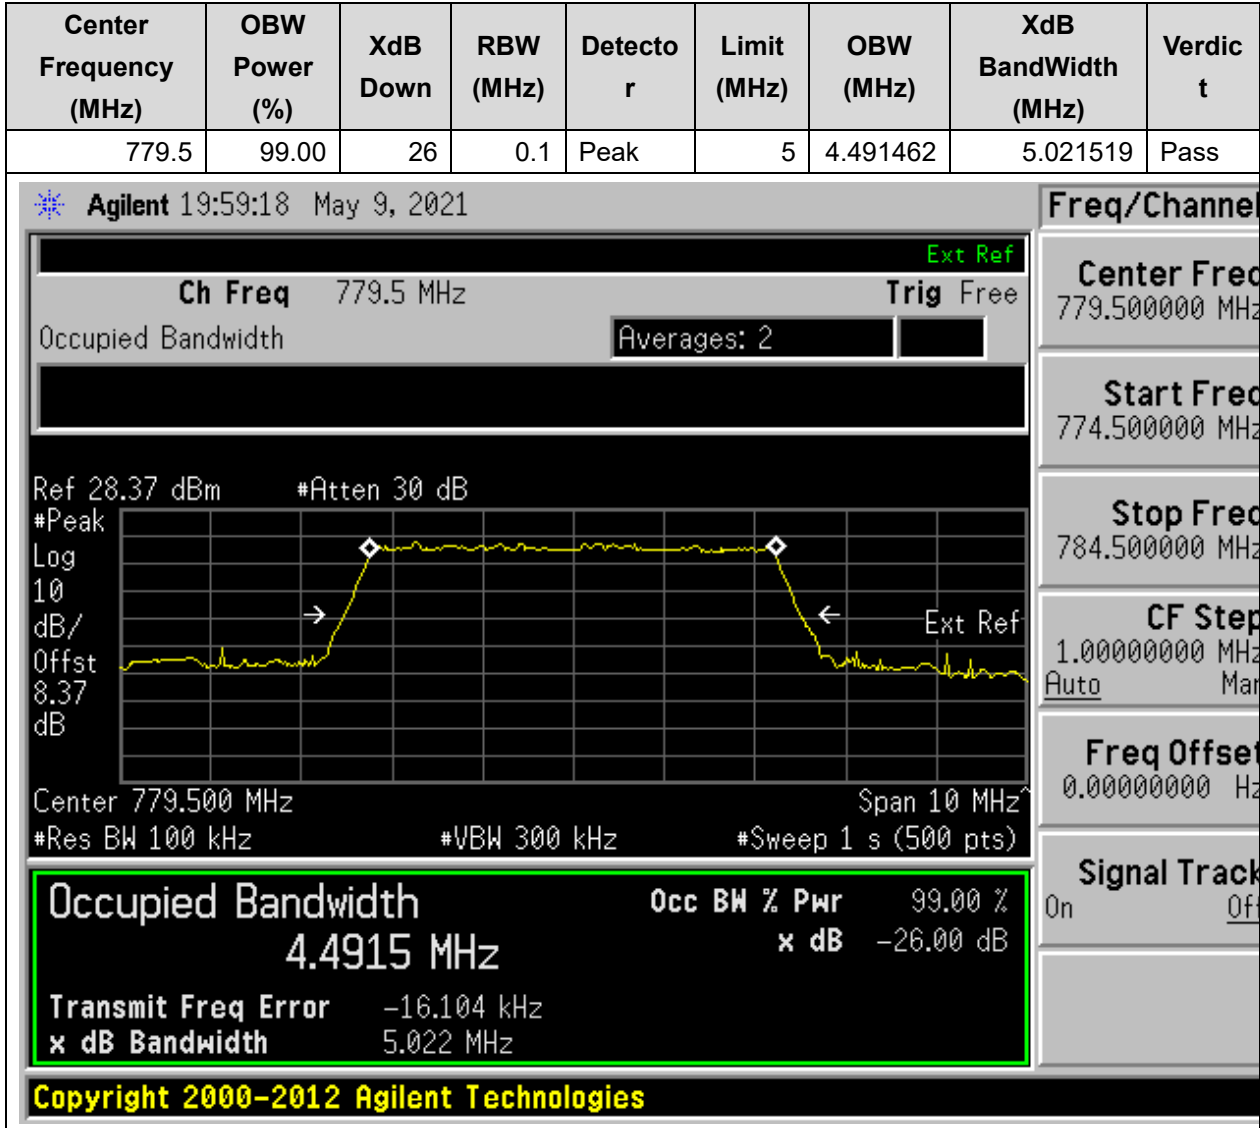 Center Frequency (MHz) OBW Power (%) XdB Down RBW (MHz) Detecto r Limit (MHz) OBW (MHz) XdB BandWidth (MHz) Verdic t
779.5 99.00 26 0.1 Peak 5 4.491462 5.021519 Pass
Agilent 19:59:18 May 9, 2021
Freq/Channel
Ext Ref
Ch Freq 779.5 MHz Trig Free
Occupied Bandwidth Averages: 2
Center Freq
779.500000 MHz
Start Freq
774.500000 MHz
Stop Freq
784.500000 MHz
CF Step
1.00000000 MHz
Auto Man
Freq Offset
0.00000000 Hz
Signal Track
On Off
Ref 28.37 dBm #Atten 30 dB
#Peak
Log
10
dB/
Offst
8.37
dB
Ext Ref
Center 779.500 MHz Span 10 MHz^
#Res BW 100 kHz #VBW 300 kHz #Sweep 1 s (500 pts)
Occupied Bandwidth
4.4915 MHz
Occ BW % Pwr 99.00 %
x dB -26.00 dB
Transmit Freq Error -16.104 kHz
x dB Bandwidth 5.022 MHz
Copyright 2000-2012 Agilent Technologies